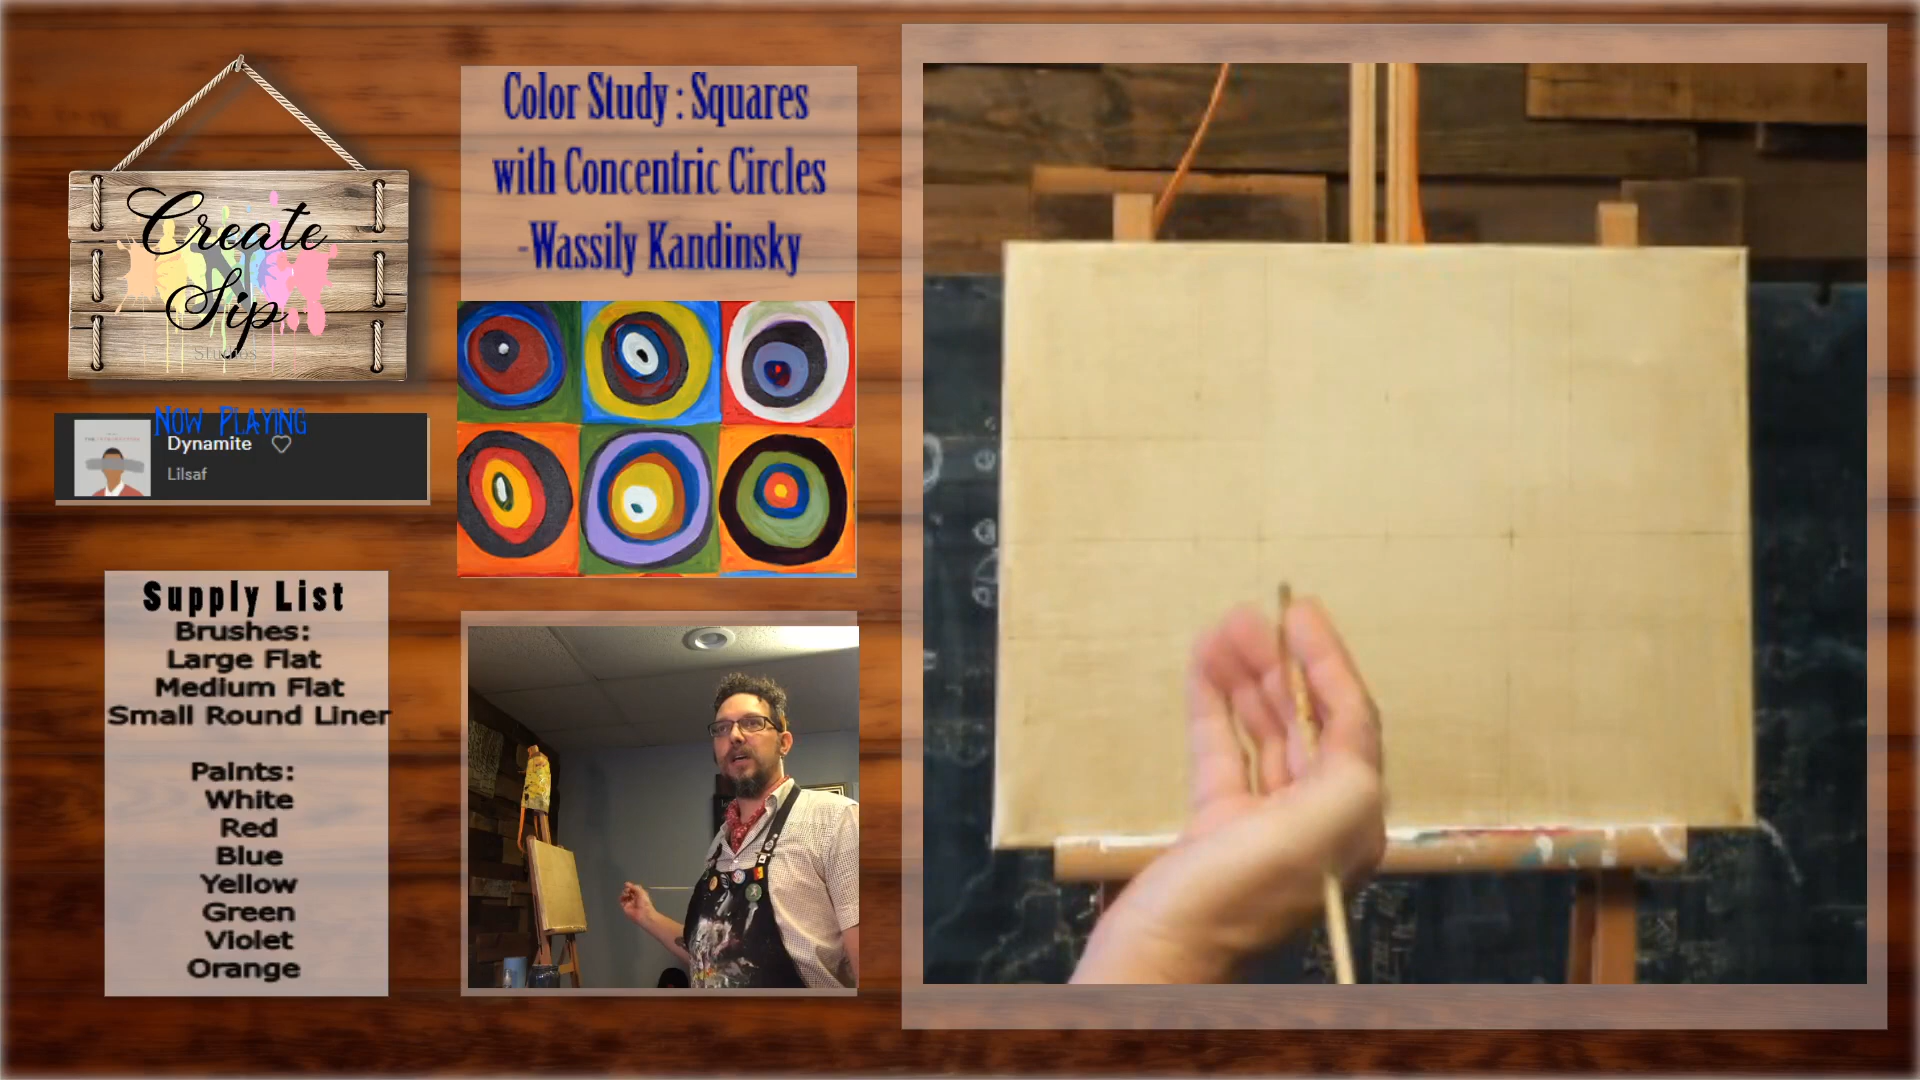 Create
Sip
Studios
Color Study : Squares
with Concentric Circles
-Wassily Kandinsky
Now Playing
Dynamite
Lilsaf
Supply List
Brushes:
Large Flat
Medium Flat
Small Round Liner
Paints:
White
Red
Blue
Yellow
Green
Violet
Orange